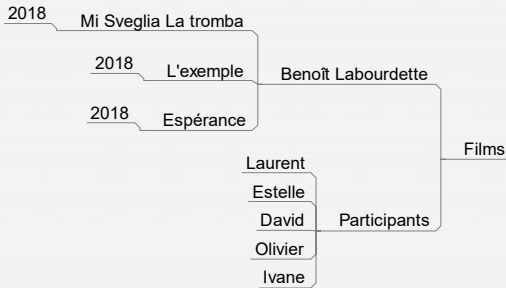 2018 Mi Sveglia La tromba
2018 L'exemple Benoît Labourdette
2018 Espérance
Films
Laurent
Estelle
David Participants
Olivier
Ivane